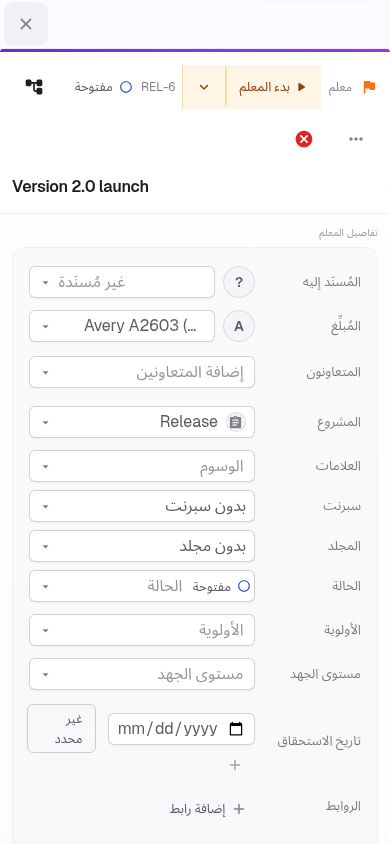 معلم
بدء المعلم
REL-6
مفتوحة
Version 2.0 launch
تفاصيل المعلم
المُسنَد إليه
?
غير مُسنَدة
المُبلِّغ
A
Avery A2603 (...
المتعاونون
إضافة المتعاونين
المشروع
Release
العلامات
الوسوم
سبرنت
بدون سبرنت
المجلد
بدون مجلد
الحالة
مفتوحة
الحالة
الأولوية
الأولوية
مستوى الجهد
مستوى الجهد
تاريخ الاستحقاق
mm/dd/yyyy
غير
محدد
الروابط
إضافة رابط